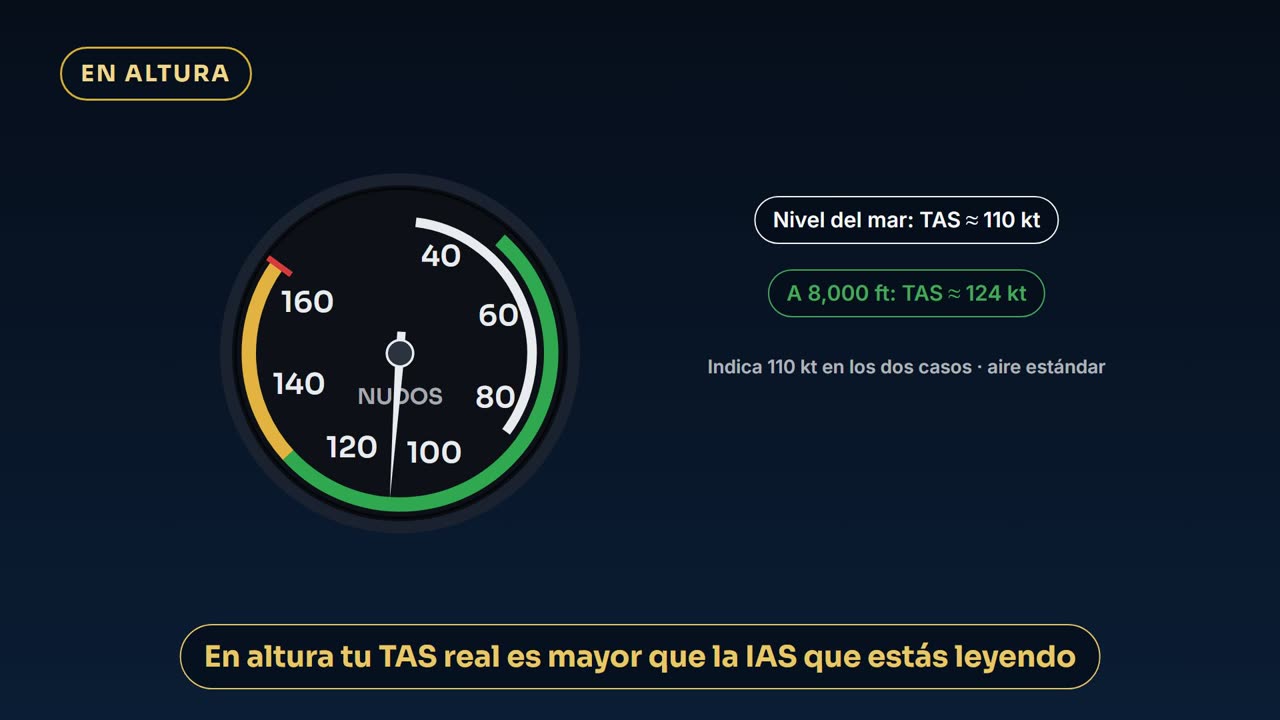 EN ALTURA
40
60
80
100
120
140
160
NUDOS
Nivel del mar: TAS ≈ 110 kt
A 8,000 ft: TAS ≈ 124 kt
Indica 110 kt en los dos casos · aire estándar
En altura tu TAS real es mayor que la IAS que estás leyendo